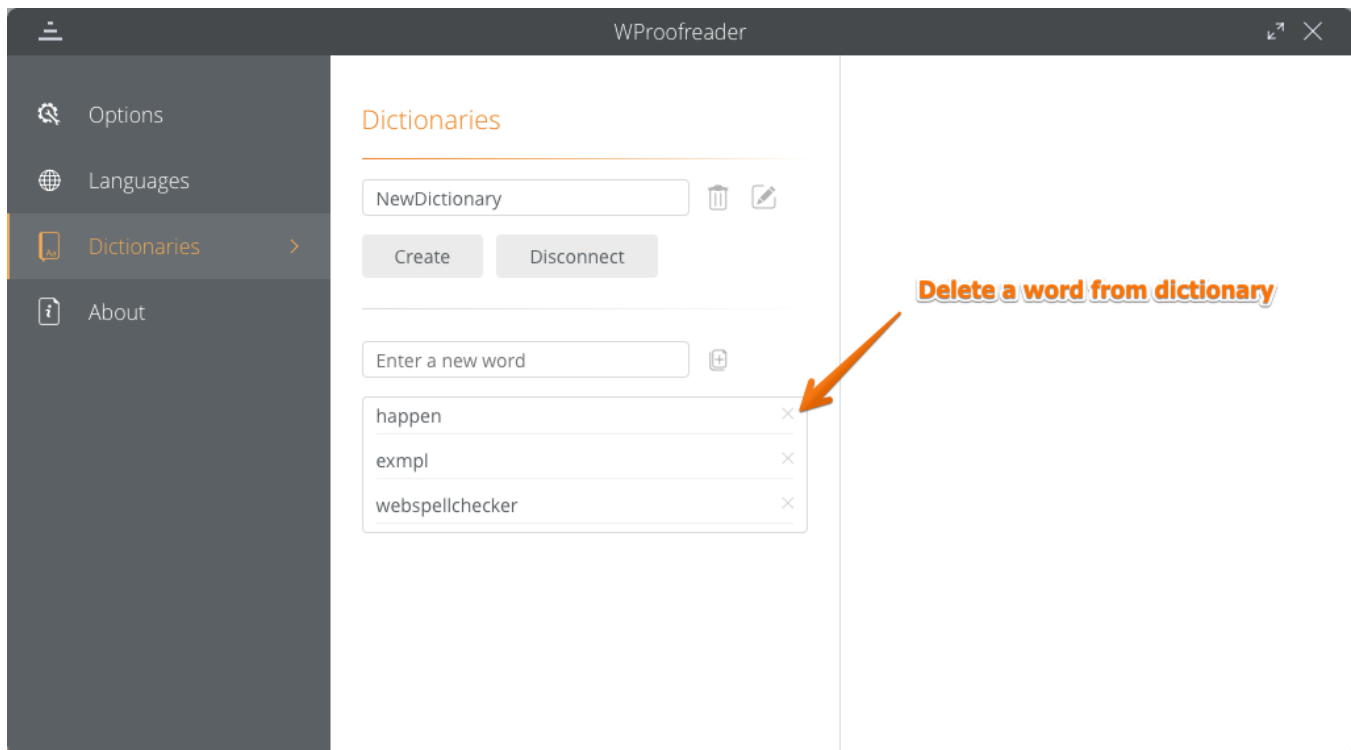 WProofreader
Options
Languages
Dictionaries
About
Dictionaries
NewDictionary
Create
Disconnect
Enter a new word
happen
exmpl
webspellchecker
Delete a word from dictionary